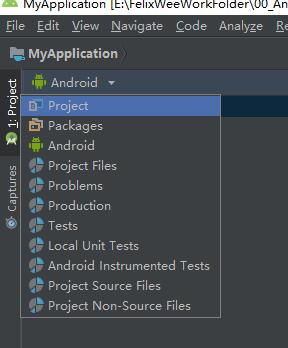 MyApplication [E:\FelixWeeWorkFolder\00_An
File Edit View Navigate Code Analyze Re
MyApplication
1: Project
Captures
Android
Project
Packages
Android
Project Files
Problems
Production
Tests
Local Unit Tests
Android Instrumented Tests
Project Source Files
Project Non-Source Files